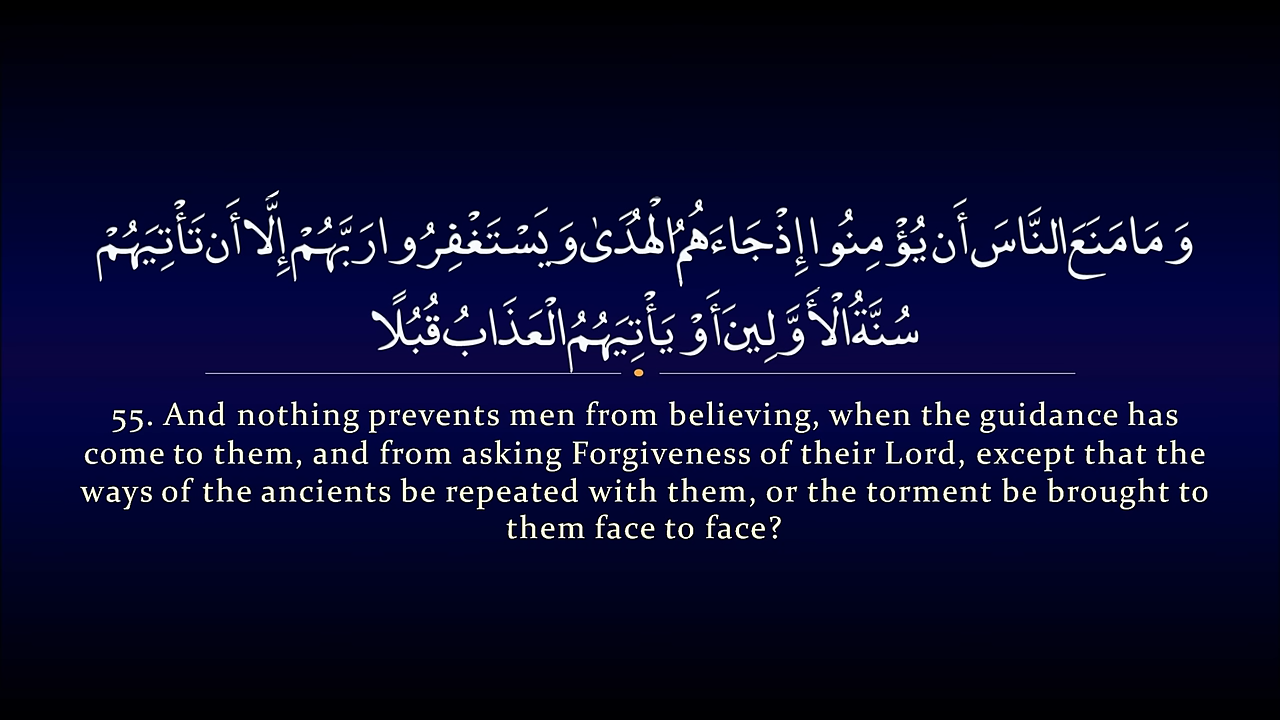 وَمَا مَنَعَ النَّاسَ أَن يُؤْمِنُوا إِذْ جَاءَهُمُ الْهُدَىٰ وَيَسْتَغْفِرُوا رَبَّهُمْ إِلَّا أَن تَأْتِيَهُمْ
سُنَّةُ الْأَوَّلِينَ أَوْ يَأْتِيَهُمُ الْعَذَابُ قُبُلًا
55. And nothing prevents men from believing, when the guidance has
come to them, and from asking Forgiveness of their Lord, except that the
ways of the ancients be repeated with them, or the torment be brought to
them face to face?